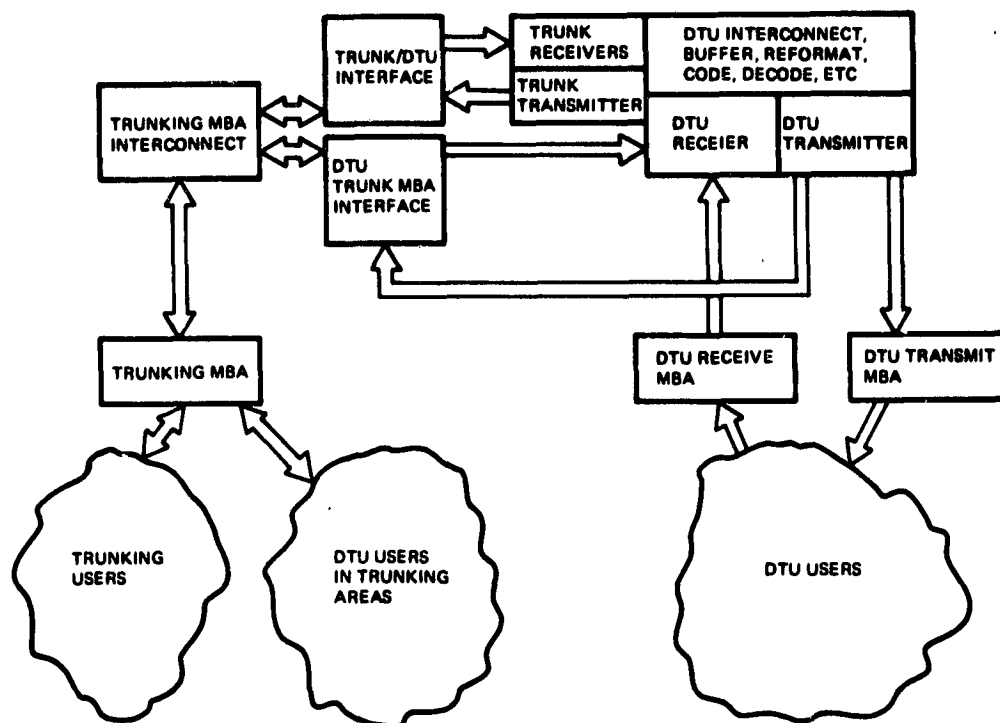 TRUNK/DTU
INTERFACE
TRUNK
RECEIVERS
TRUNK
TRANSMITTER
DTU INTERCONNECT,
BUFFER, REFORMAT,
CODE, DECODE, ETC
TRUNKING MBA
INTERCONNECT
DTU
TRUNK MBA
INTERFACE
DTU
RECEIER
DTU
TRANSMITTER
TRUNKING MBA
DTU RECEIVE
MBA
DTU TRANSMIT
MBA
TRUNKING
USERS
DTU USERS
IN TRUNKING
AREAS
DTU USERS